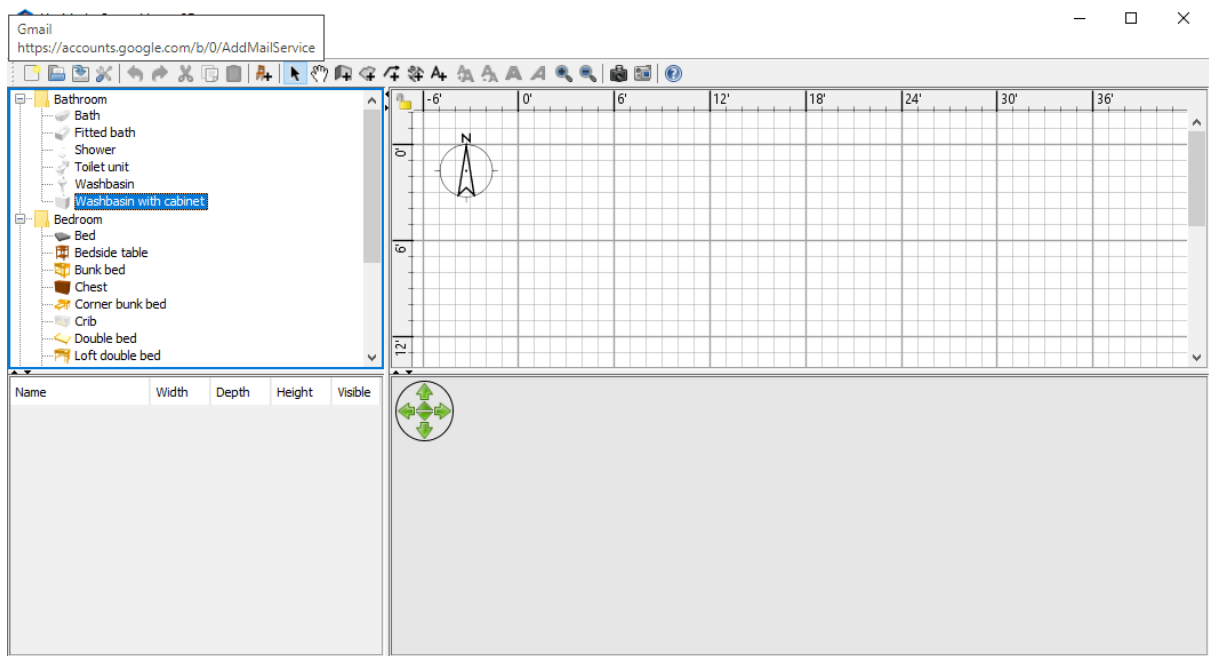 Gmail
https://accounts.google.com/b/0/AddMailService
Bathroom
Bath
Fitted bath
Shower
Toilet unit
Washbasin
Washbasin with cabinet
Bedroom
Bed
Bedside table
Bunk bed
Chest
Corner bunk bed
Crib
Double bed
Loft double bed
-6' 0' 6' 12' 18' 24' 30' 36'
N
0'
6'
12'
Name Width Depth Height Visible